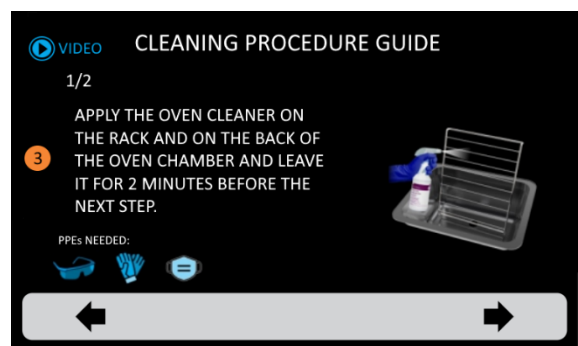 VIDEO
CLEANING PROCEDURE GUIDE
1/2
3
APPLY THE OVEN CLEANER ON
THE RACK AND ON THE BACK OF
THE OVEN CHAMBER AND LEAVE
IT FOR 2 MINUTES BEFORE THE
NEXT STEP.
PPEs NEEDED: